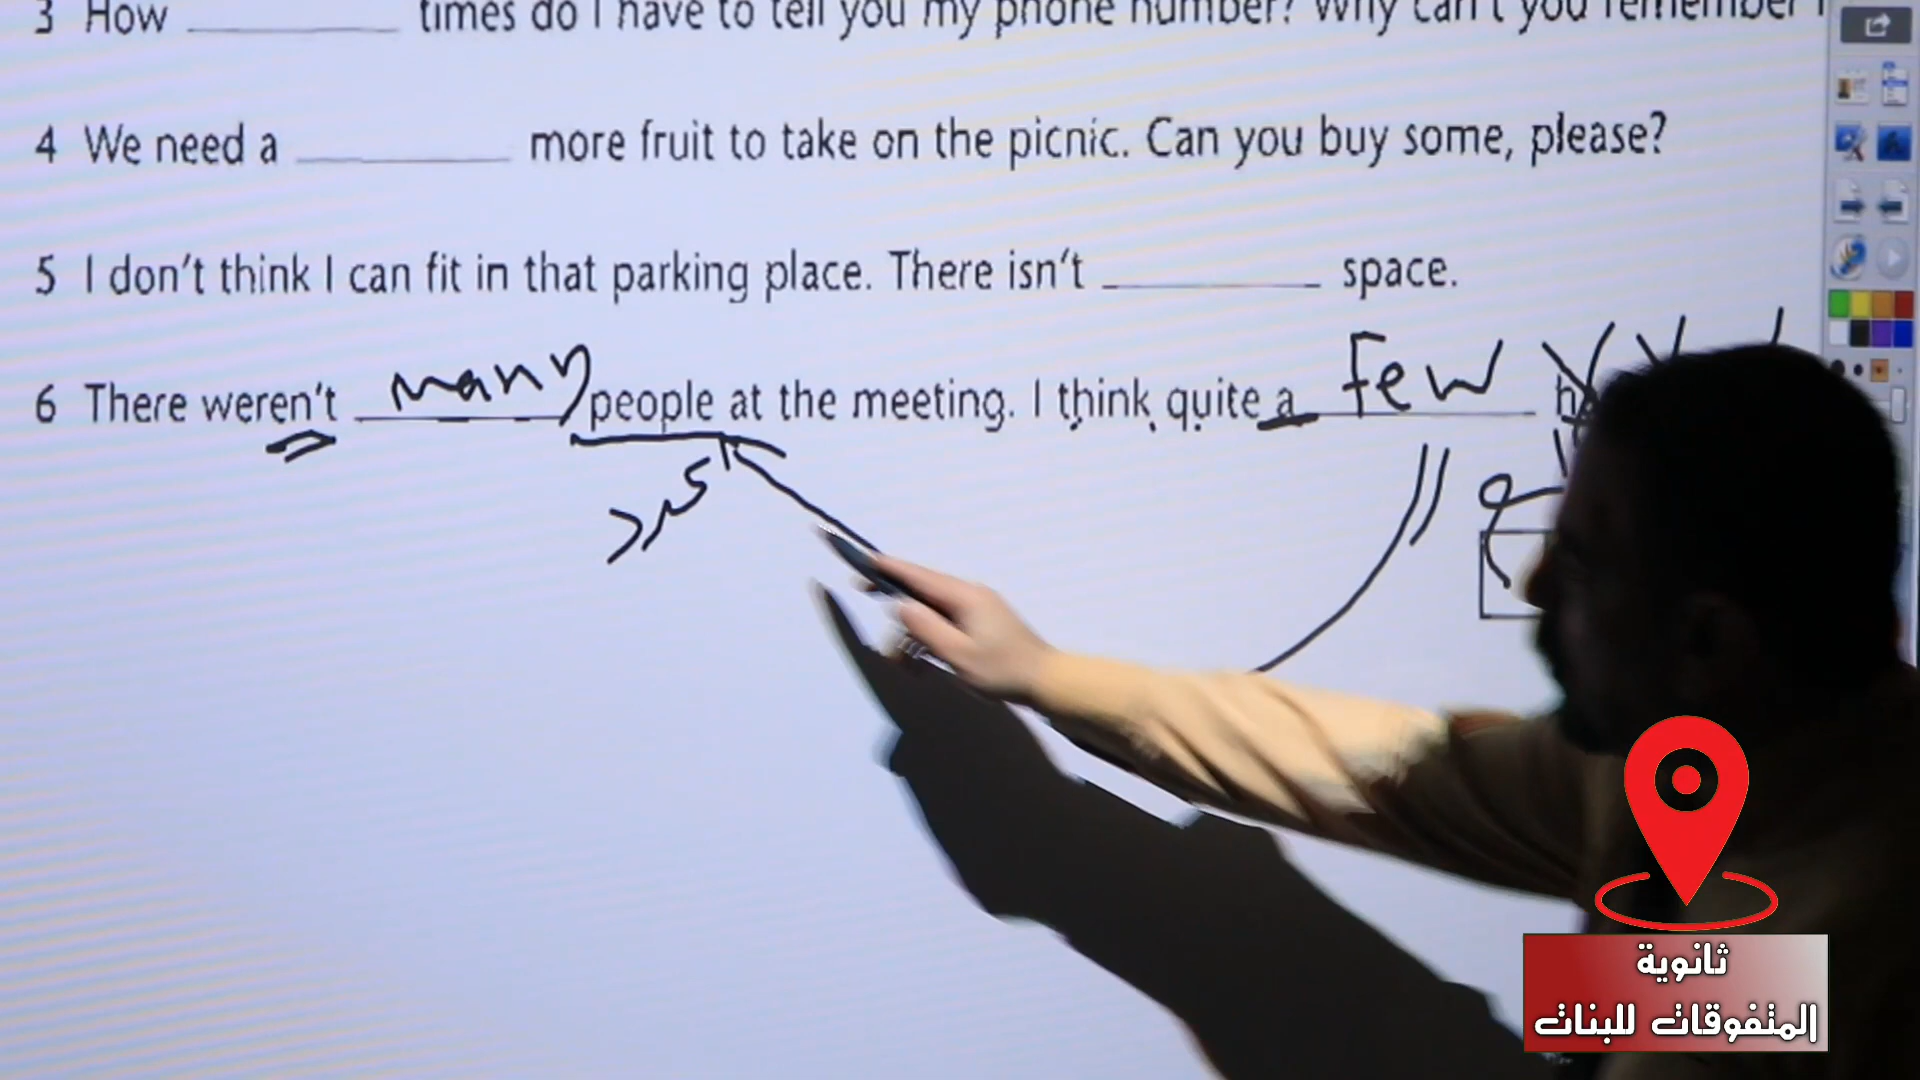 3 How ________ times do I have to tell you my phone number? Why can't you remember
4 We need a ________ more fruit to take on the picnic. Can you buy some, please?
5 I don't think I can fit in that parking place. There isn't ________ space.
6 There weren't many people at the meeting. I think quite a few
ثانوية
المتفوقات للبنات